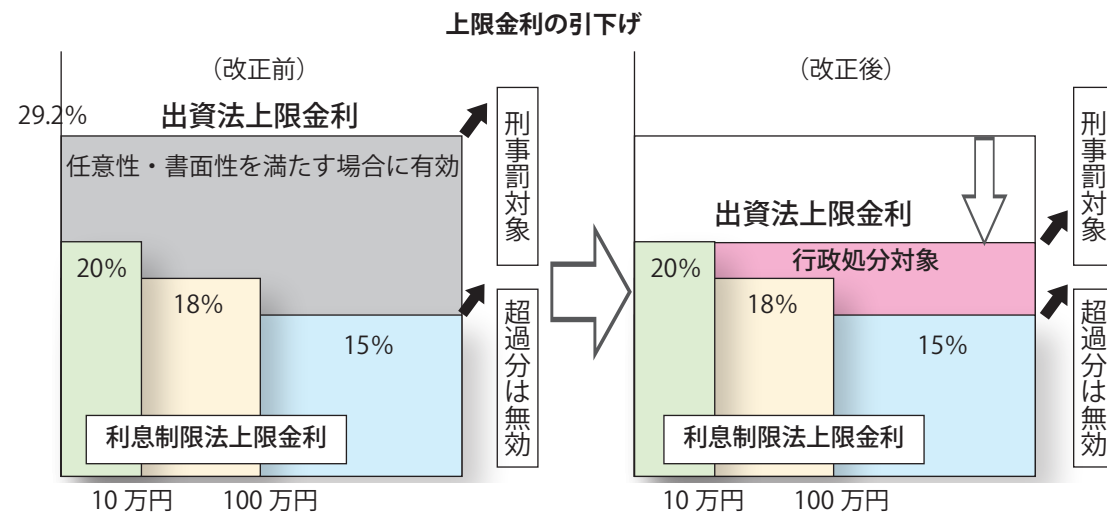 上限金利の引下げ
（改正前）
29.2%
出資法上限金利
任意性・書面性を満たす場合に有効
20%
18%
15%
利息制限法上限金利
10 万円
100 万円
刑事罰対象
超過分は無効
（改正後）
出資法上限金利
行政処分対象
20%
18%
15%
利息制限法上限金利
10 万円
100 万円
刑事罰対象
超過分は無効